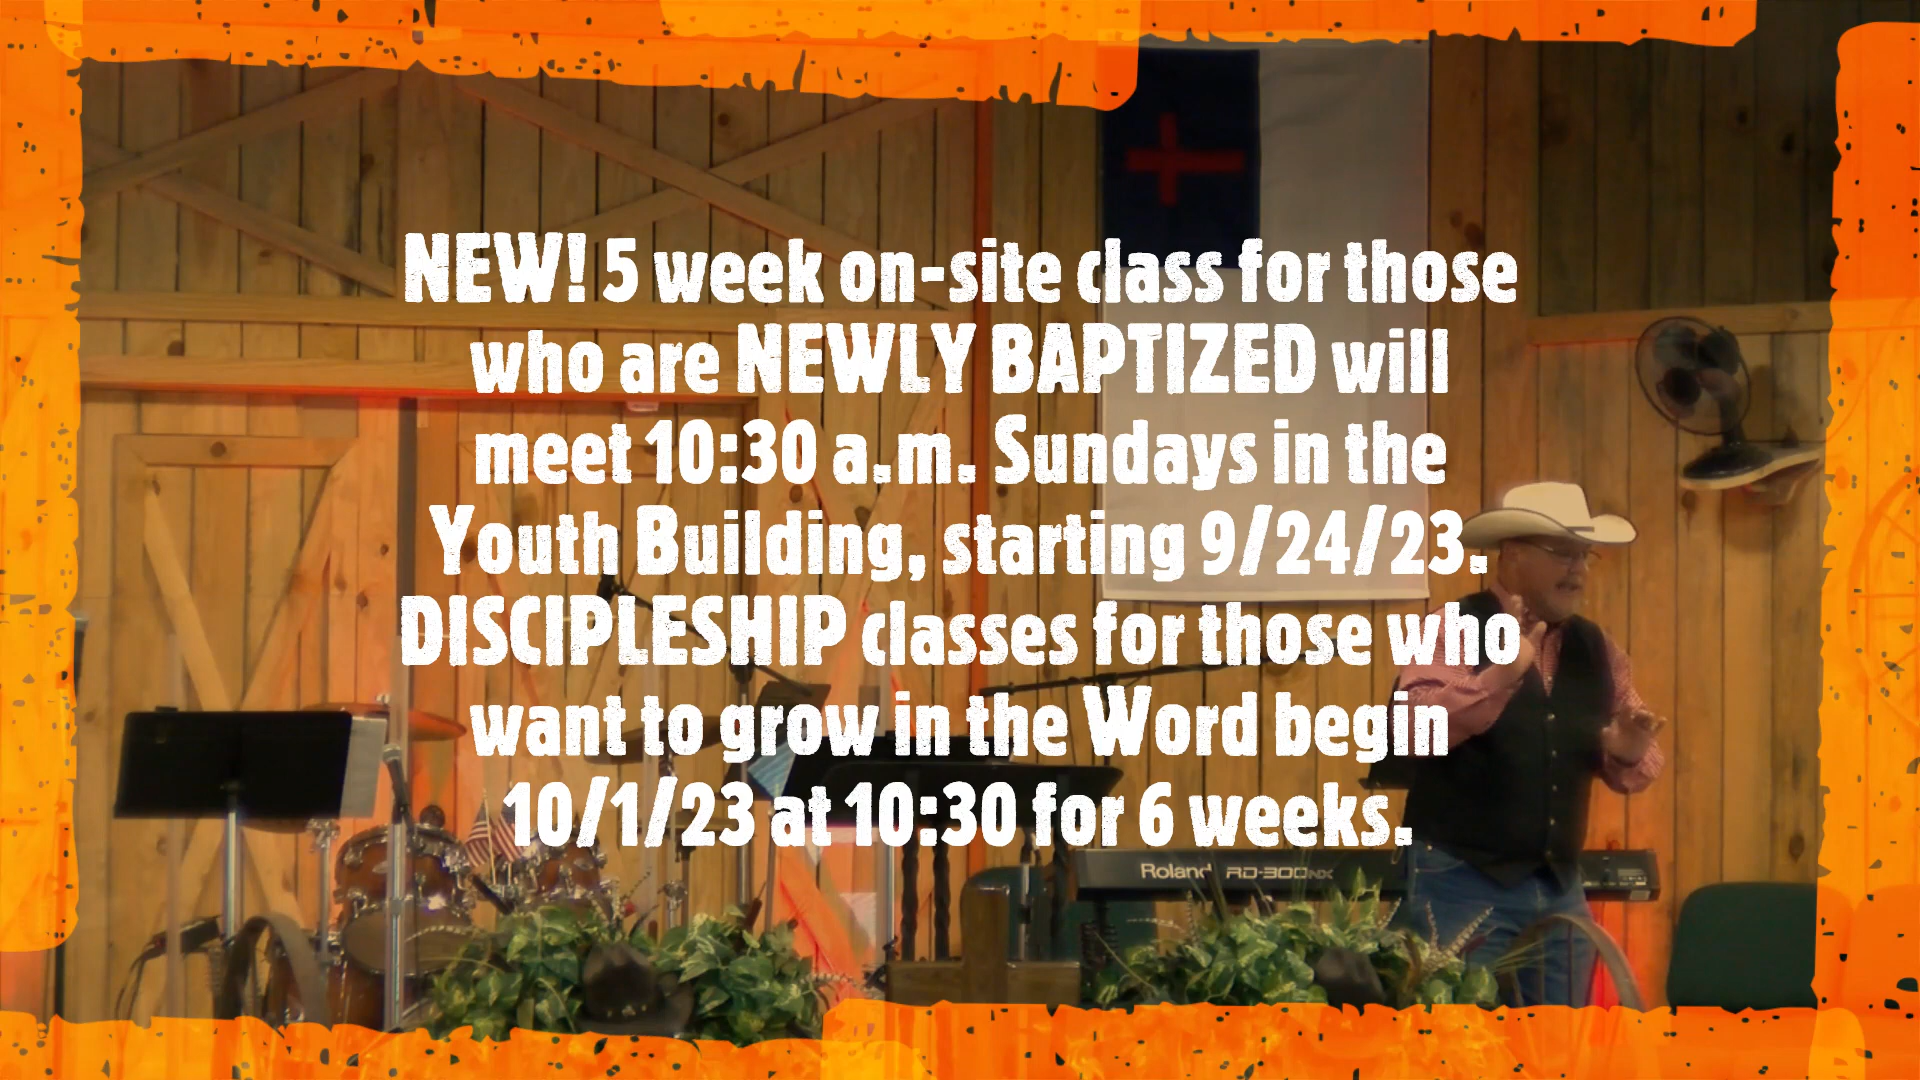 NEW! 5 week on-site class for those
who are NEWLY BAPTIZED will
meet 10:30 a.m. Sundays in the
Youth Building, starting 9/24/23.
DISCIPLESHIP classes for those who
want to grow in the Word begin
10/1/23 at 10:30 for 6 weeks.
Roland RD-300NX